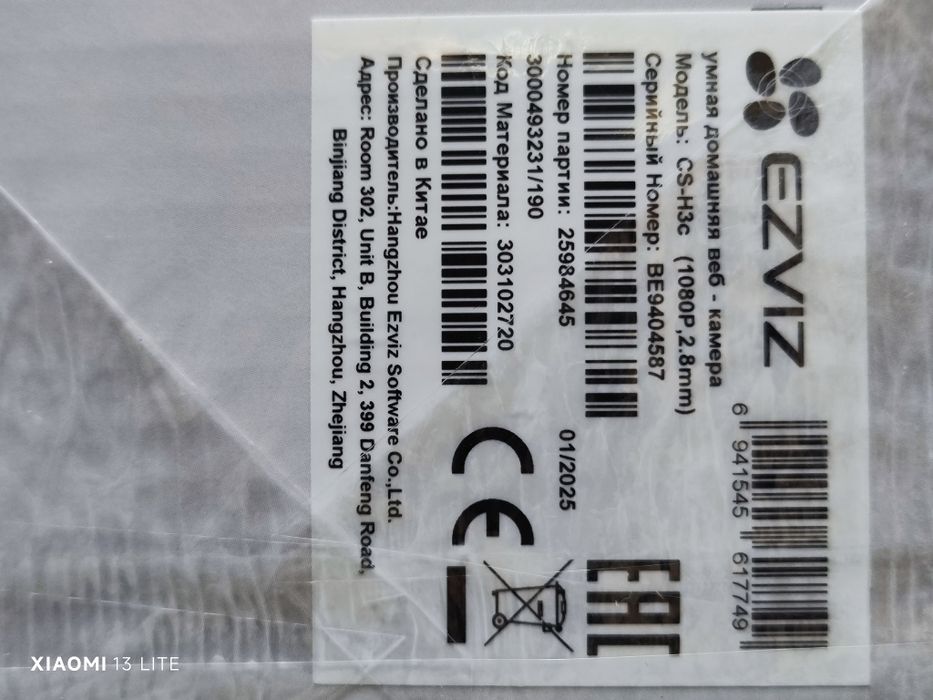 EZVIZ
6 941545 617749
умная домашняя веб - камера
Модель: CS-H3c (1080P,2.8mm)
Серийный Номер: BE9404587
Номер партии: 25984645 01/2025
3000493231/190
Код Материала: 303102720
Сделано в Китае
Производитель:Hangzhou Ezviz Software Co.,Ltd.
Адрес: Room 302, Unit B, Building 2, 399 Danfeng Road,
Binjiang District, Hangzhou, Zhejiang
CE
EAC
XIAOMI 13 LITE